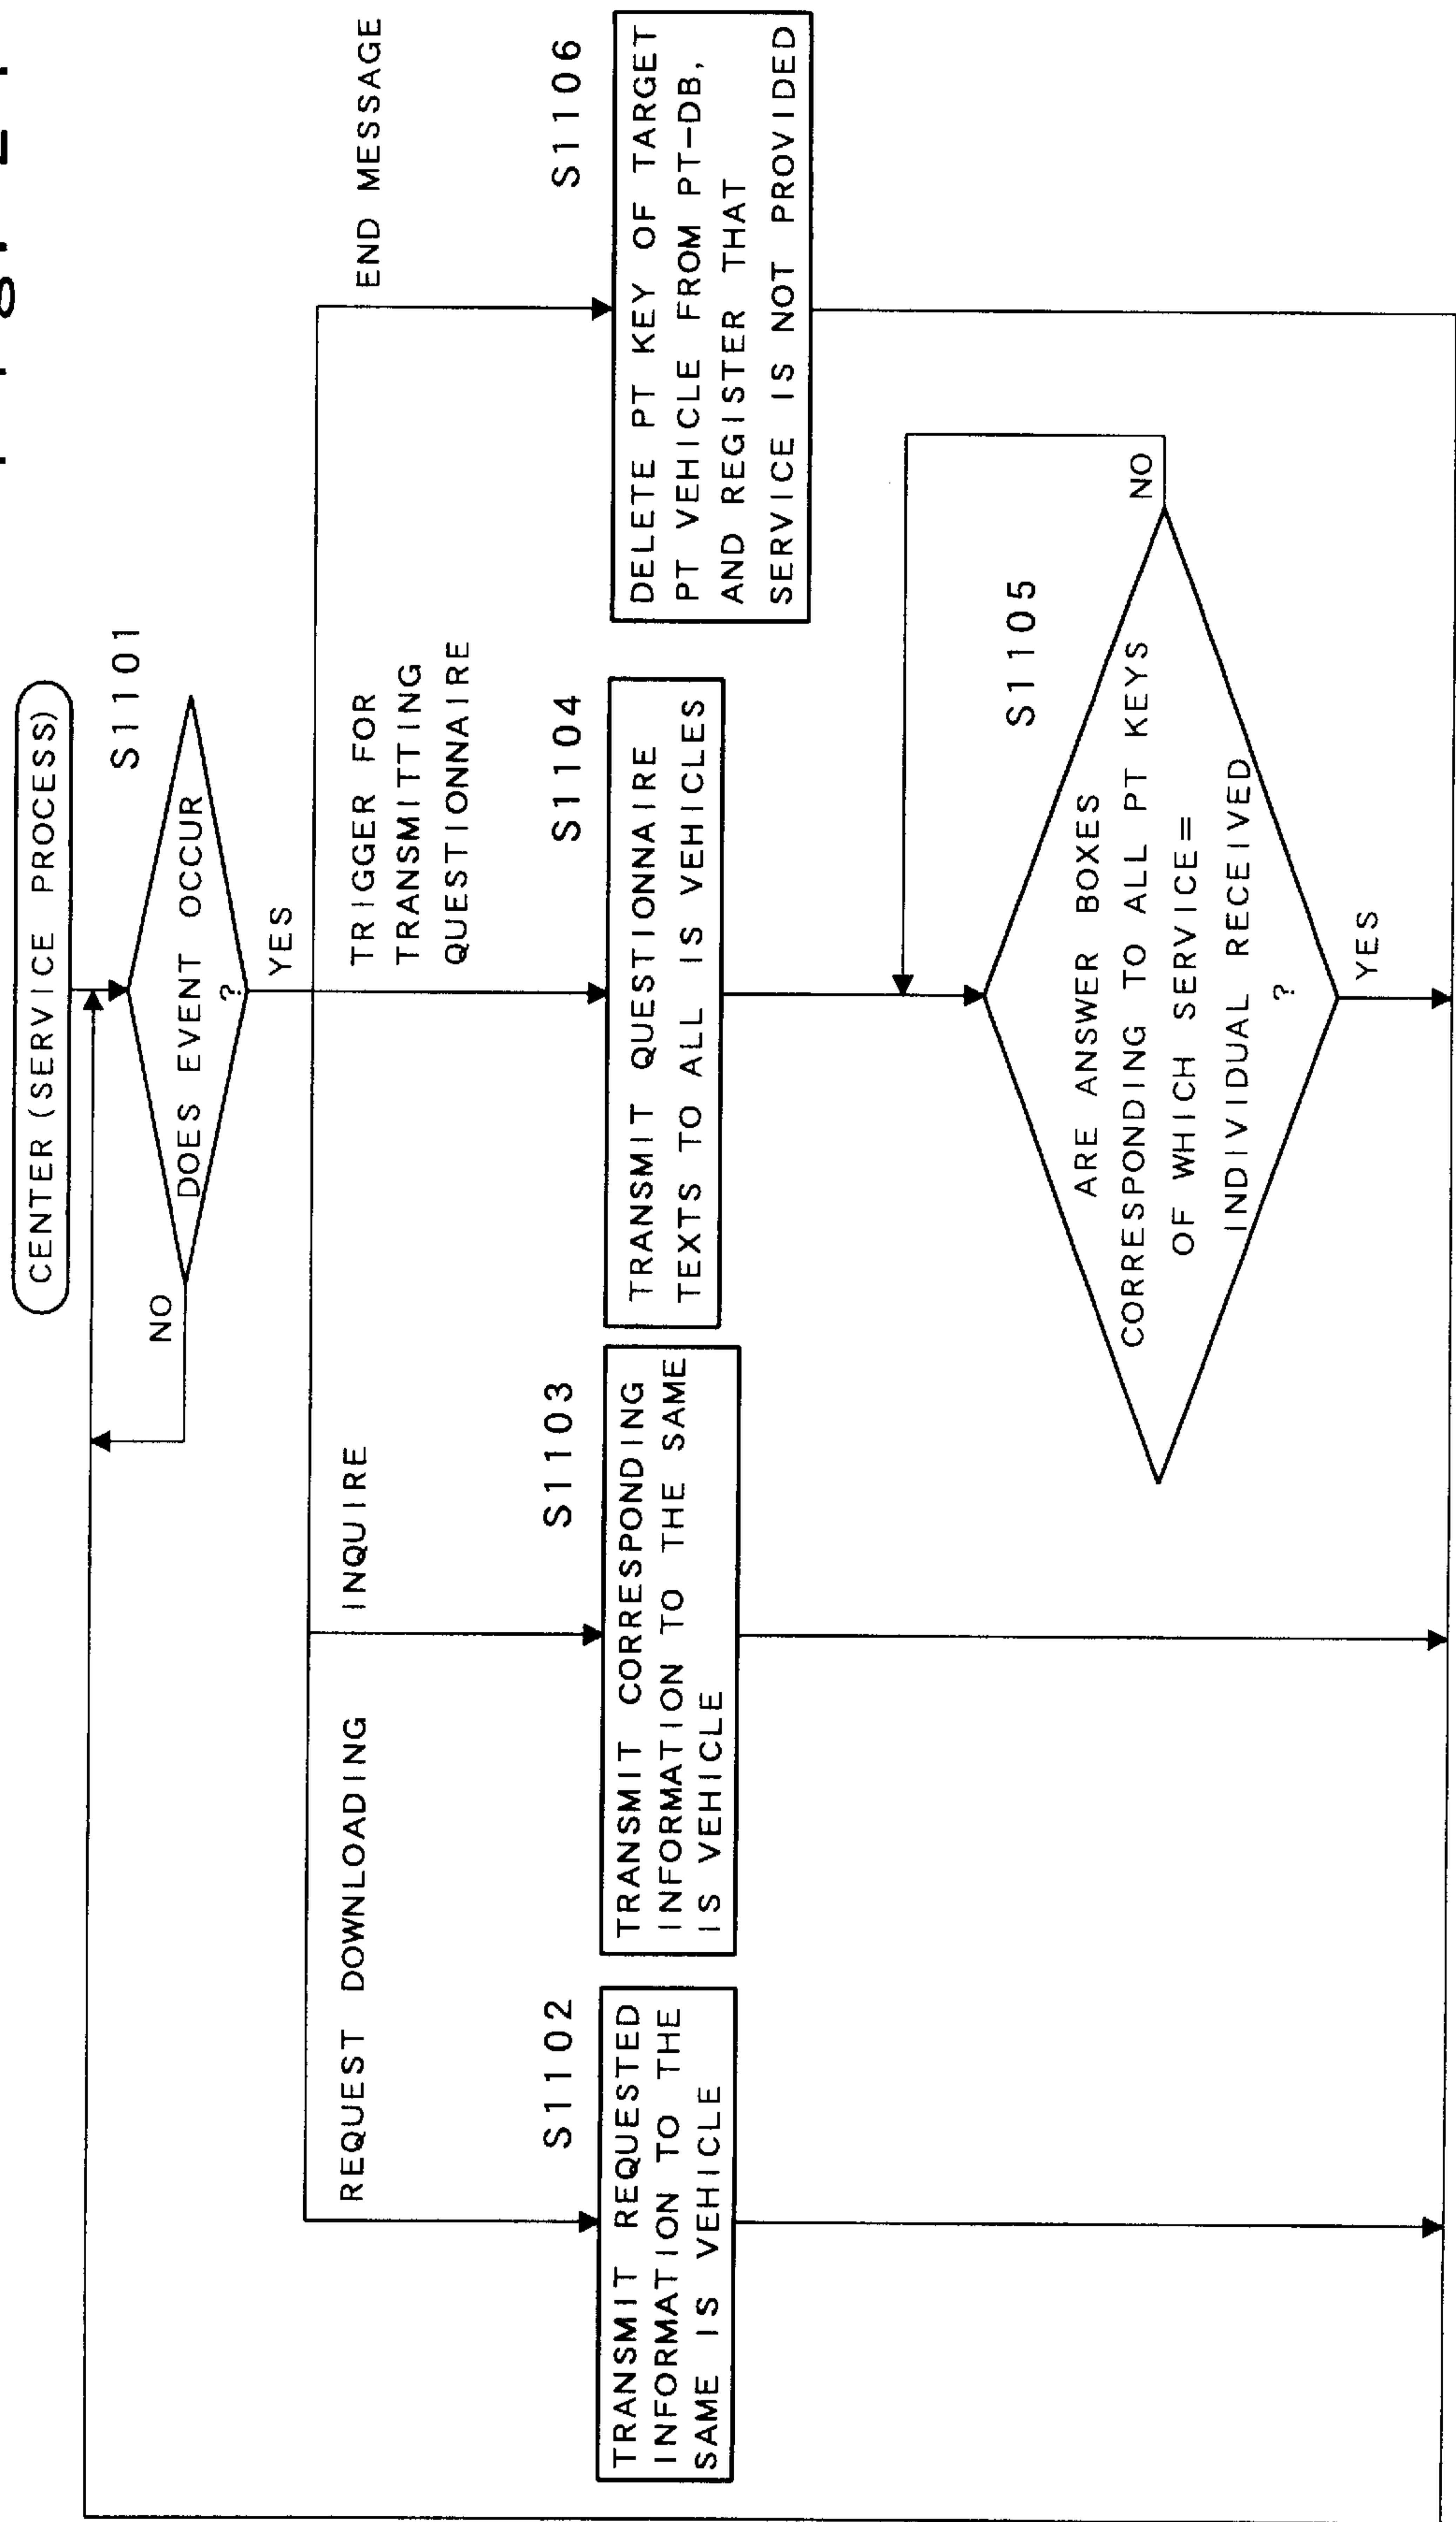 CENTER (SERVICE PROCESS)
S1101
DOES EVENT OCCUR
?
NO
YES
REQUEST DOWNLOADING
INQUIRE
TRIGGER FOR
TRANSMITTING
QUESTIONNAIRE
END MESSAGE
S1102
TRANSMIT REQUESTED
INFORMATION TO THE
SAME IS VEHICLE
S1103
TRANSMIT CORRESPONDING
INFORMATION TO THE SAME
IS VEHICLE
S1104
TRANSMIT QUESTIONNAIRE
TEXTS TO ALL IS VEHICLES
S1106
DELETE PT KEY OF TARGET
PT VEHICLE FROM PT-DB,
AND REGISTER THAT
SERVICE IS NOT PROVIDED
S1105
ARE ANSWER BOXES
CORRESPONDING TO ALL PT KEYS
OF WHICH SERVICE=
INDIVIDUAL RECEIVED
?
NO
YES